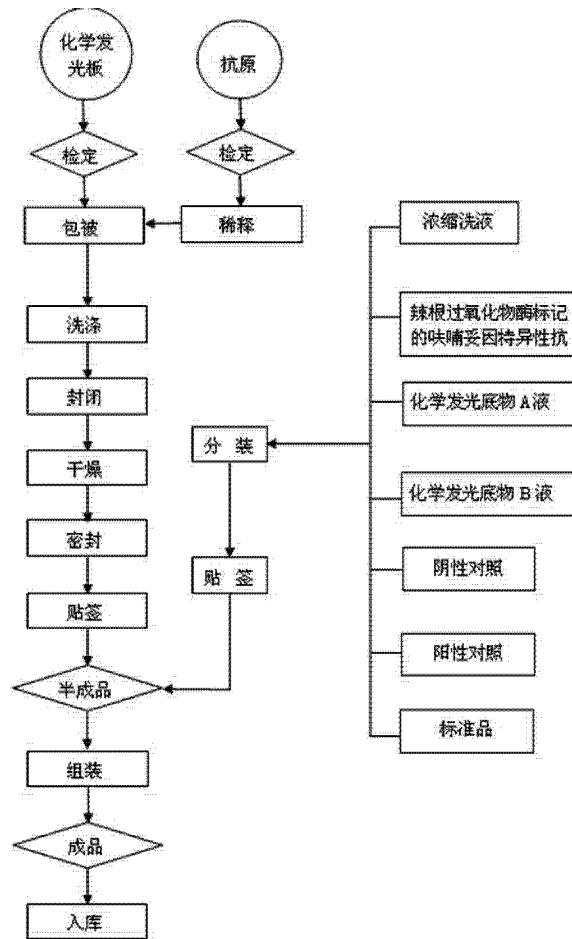 化学发
光板
抗原
检定
检定
包被
稀释
洗涤
封闭
干燥
密封
贴签
半成品
组装
成品
入库
分 装
贴 签
浓缩洗液
辣根过氧化物酶标记
的呋喃妥因特异性抗
化学发光底物 A 液
化学发光底物 B 液
阴性对照
阳性对照
标准品